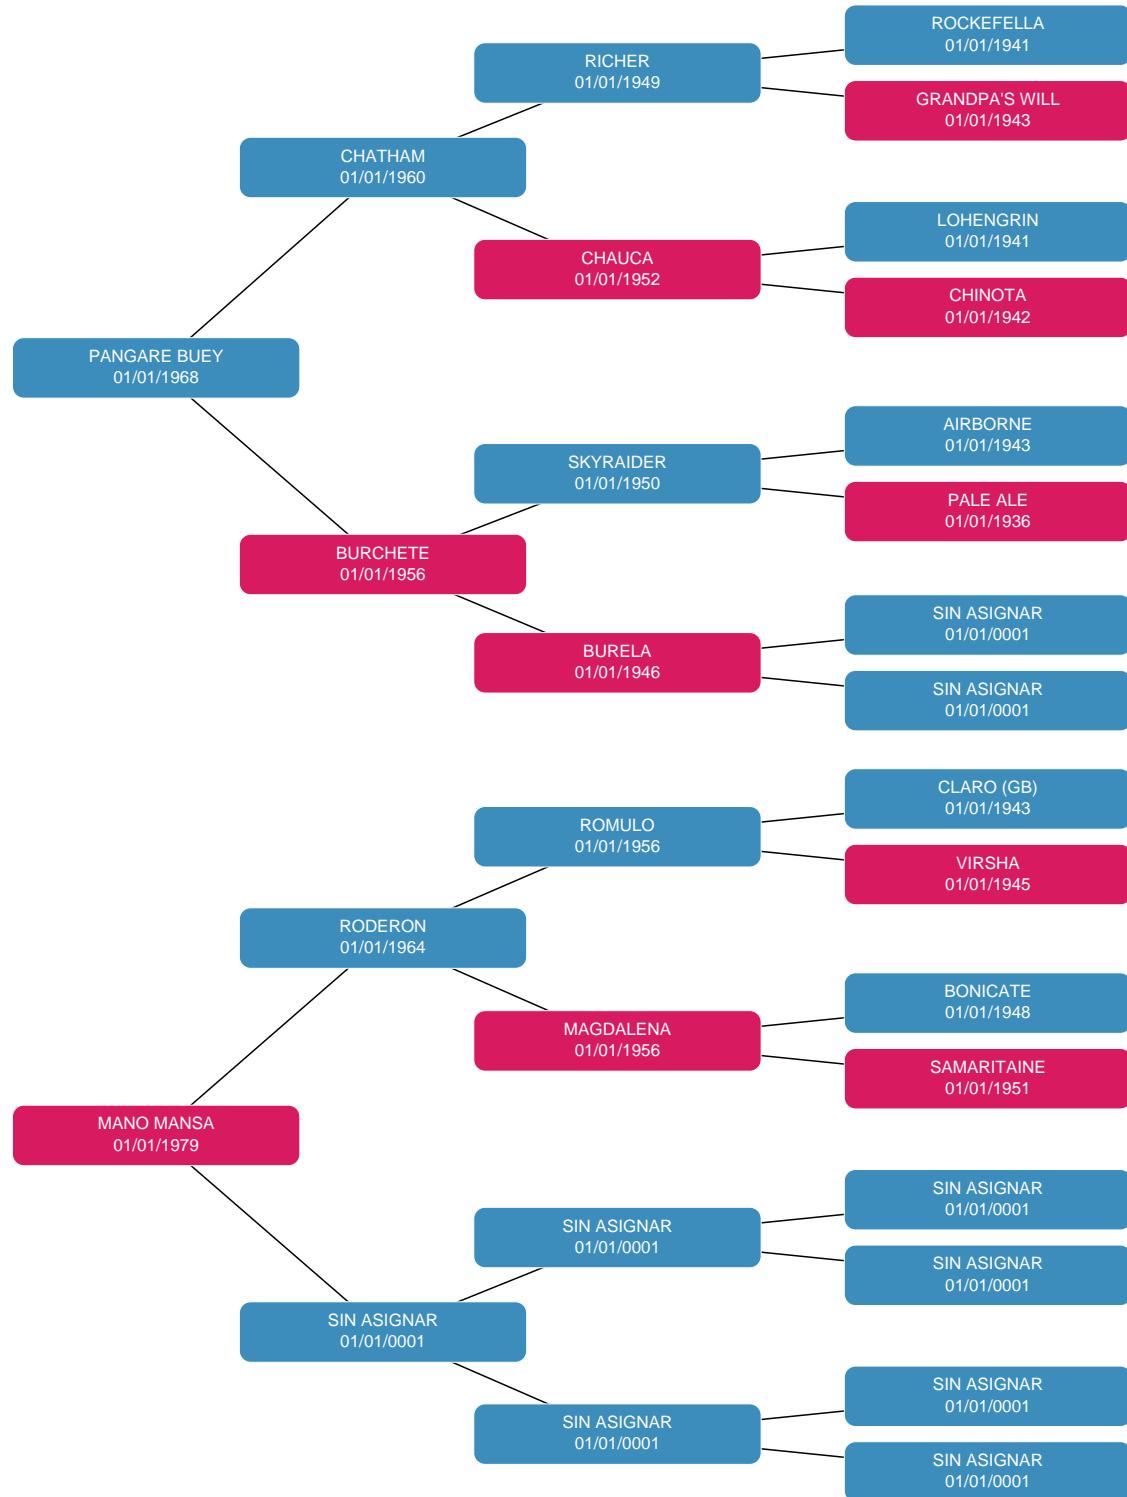 ROCKEFELLA
01/01/1941
RICHER
01/01/1949
GRANDPA'S WILL
01/01/1943
CHATHAM
01/01/1960
LOHENGRIN
01/01/1941
CHAUCA
01/01/1952
CHINOTA
01/01/1942
PANGARE BUEY
01/01/1968
AIRBORNE
01/01/1943
SKYRAIDER
01/01/1950
PALE ALE
01/01/1936
BURCHETE
01/01/1956
SIN ASIGNAR
01/01/0001
BURELA
01/01/1946
SIN ASIGNAR
01/01/0001
CLARO (GB)
01/01/1943
ROMULO
01/01/1956
VIRSHA
01/01/1945
RODERON
01/01/1964
BONICATE
01/01/1948
MAGDALENA
01/01/1956
SAMARITAINE
01/01/1951
MANO MANSA
01/01/1979
SIN ASIGNAR
01/01/0001
SIN ASIGNAR
01/01/0001
SIN ASIGNAR
01/01/0001
SIN ASIGNAR
01/01/0001
SIN ASIGNAR
01/01/0001
SIN ASIGNAR
01/01/0001
SIN ASIGNAR
01/01/0001